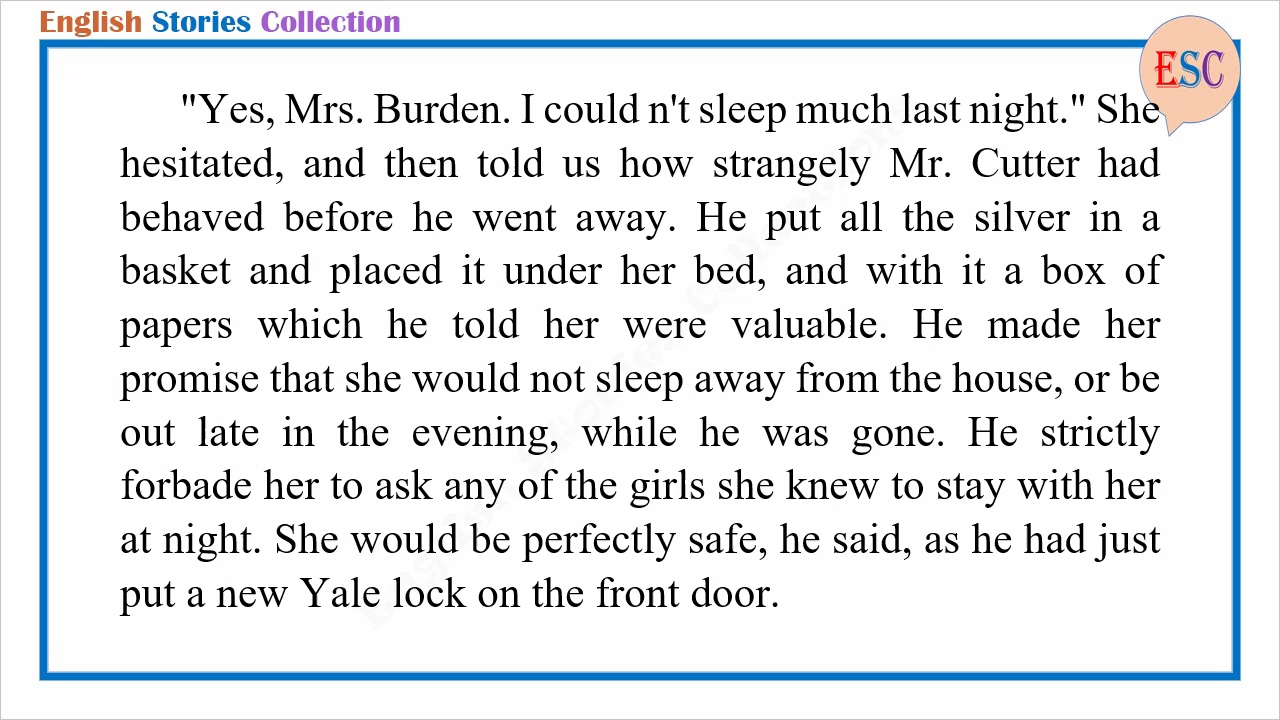 English Stories Collection
ESC
"Yes, Mrs. Burden. I could n't sleep much last night." She
hesitated, and then told us how strangely Mr. Cutter had
behaved before he went away. He put all the silver in a
basket and placed it under her bed, and with it a box of
papers which he told her were valuable. He made her
promise that she would not sleep away from the house, or be
out late in the evening, while he was gone. He strictly
forbade her to ask any of the girls she knew to stay with her
at night. She would be perfectly safe, he said, as he had just
put a new Yale lock on the front door.